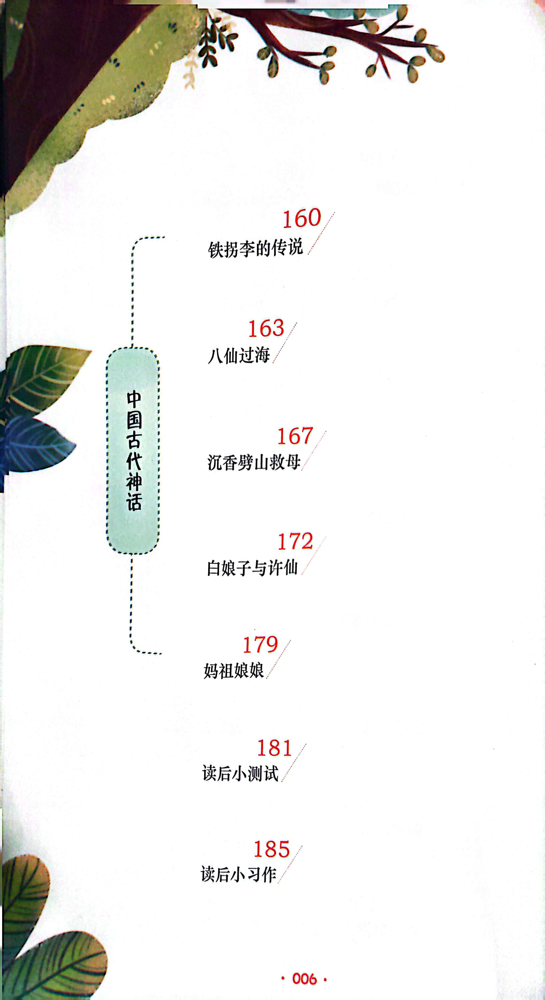 中国古代神话
160
铁拐李的传说
163
八仙过海
167
沉香劈山救母
172
白娘子与许仙
179
妈祖娘娘
181
读后小测试
185
读后小习作
· 006 ·